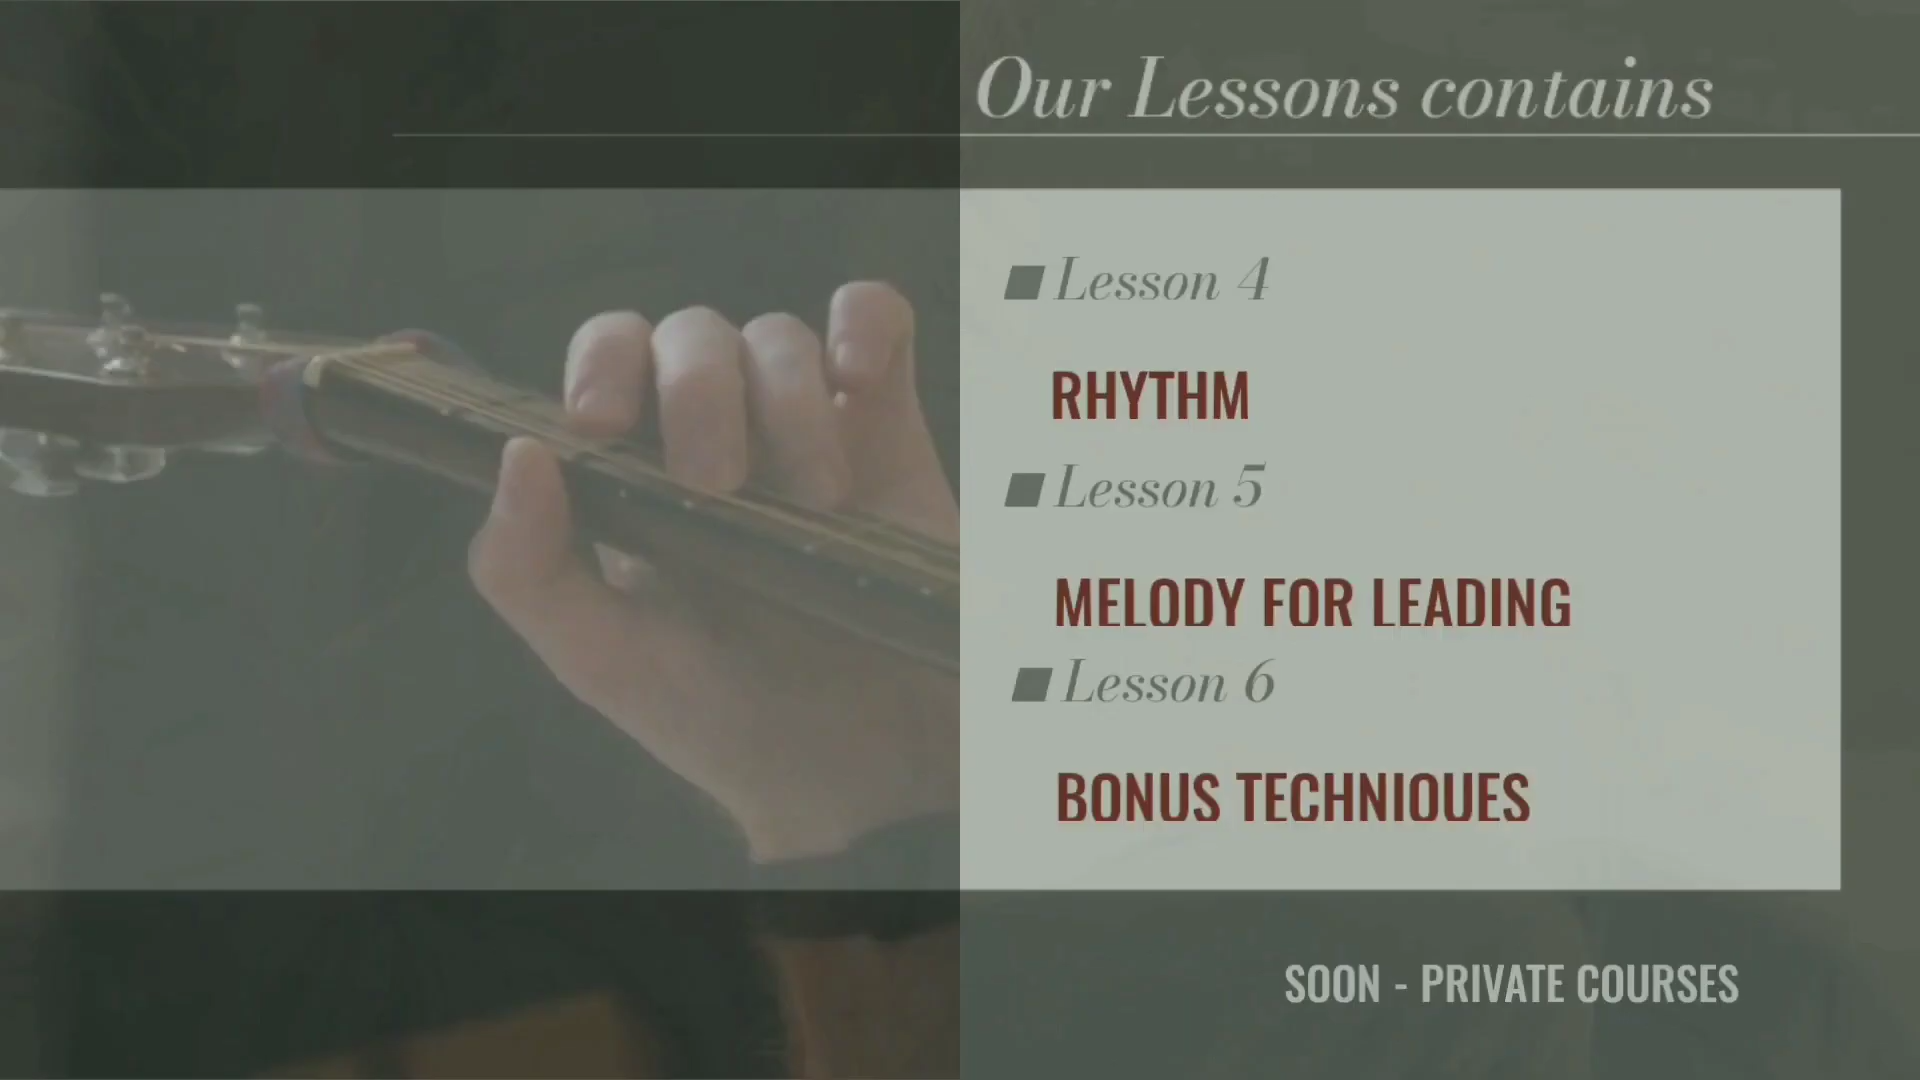 Our Lessons contains
Lesson 4
RHYTHM
Lesson 5
MELODY FOR LEADING
Lesson 6
BONUS TECHNIQUES
SOON - PRIVATE COURSES